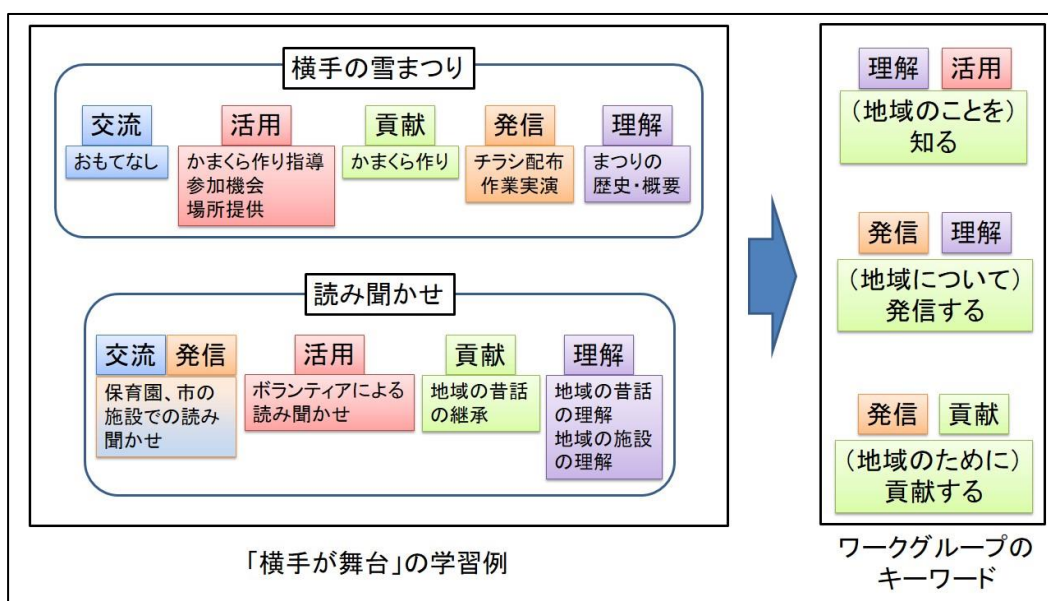 横手の雪まつり
交流
おもてなし
活用
かまくら作り指導
参加機会
場所提供
貢献
かまくら作り
発信
チラシ配布
作業実演
理解
まつりの
歴史・概要
読み聞かせ
交流 発信
保育園、市の
施設での読み
聞かせ
活用
ボランティアによる
読み聞かせ
貢献
地域の昔話
の継承
理解
地域の昔話
の理解
地域の施設
の理解
「横手が舞台」の学習例
理解 活用
(地域のことを)
知る
発信 理解
(地域について)
発信する
発信 貢献
(地域のために)
貢献する
ワークグループの
キーワード